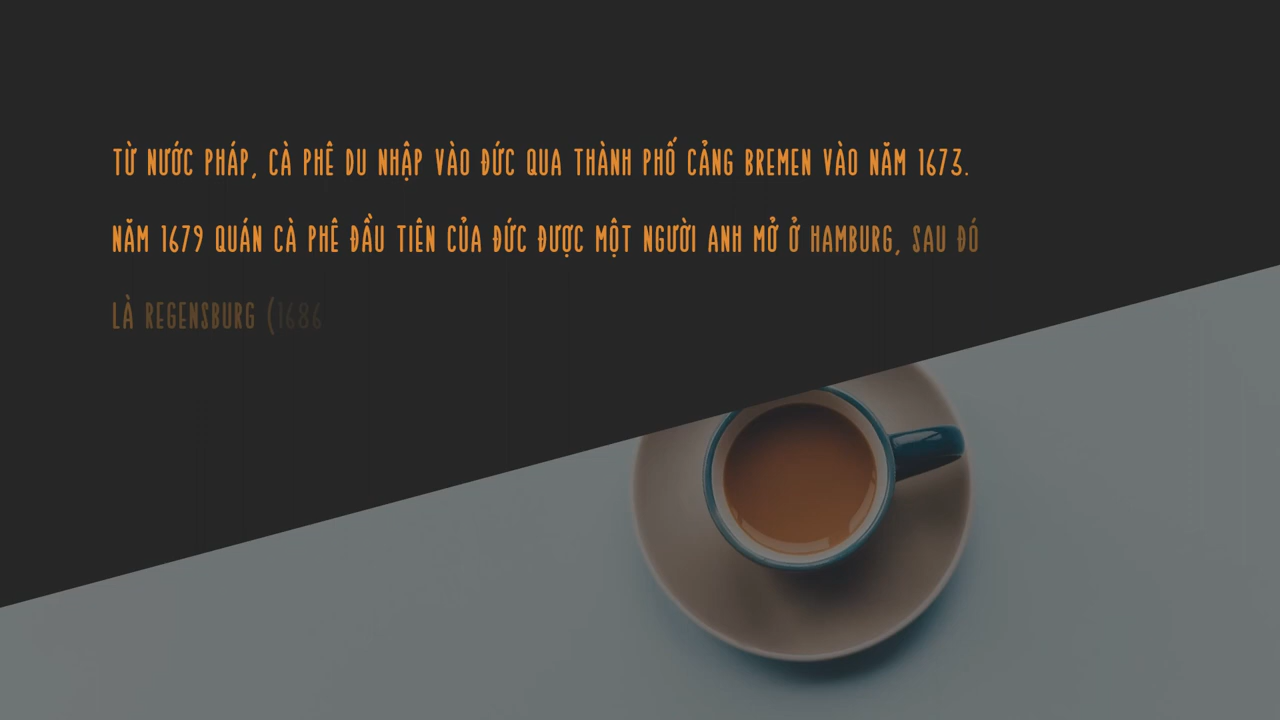 TỪ NƯỚC PHÁP, CÀ PHÊ DU NHẬP VÀO ĐỨC QUA THÀNH PHỐ CẢNG BREMEN VÀO NĂM 1673.
NĂM 1679 QUÁN CÀ PHÊ ĐẦU TIÊN CỦA ĐỨC ĐƯỢC MỘT NGƯỜI ANH MỞ Ở HAMBURG, SAU ĐÓ
LÀ REGENSBURG (1686